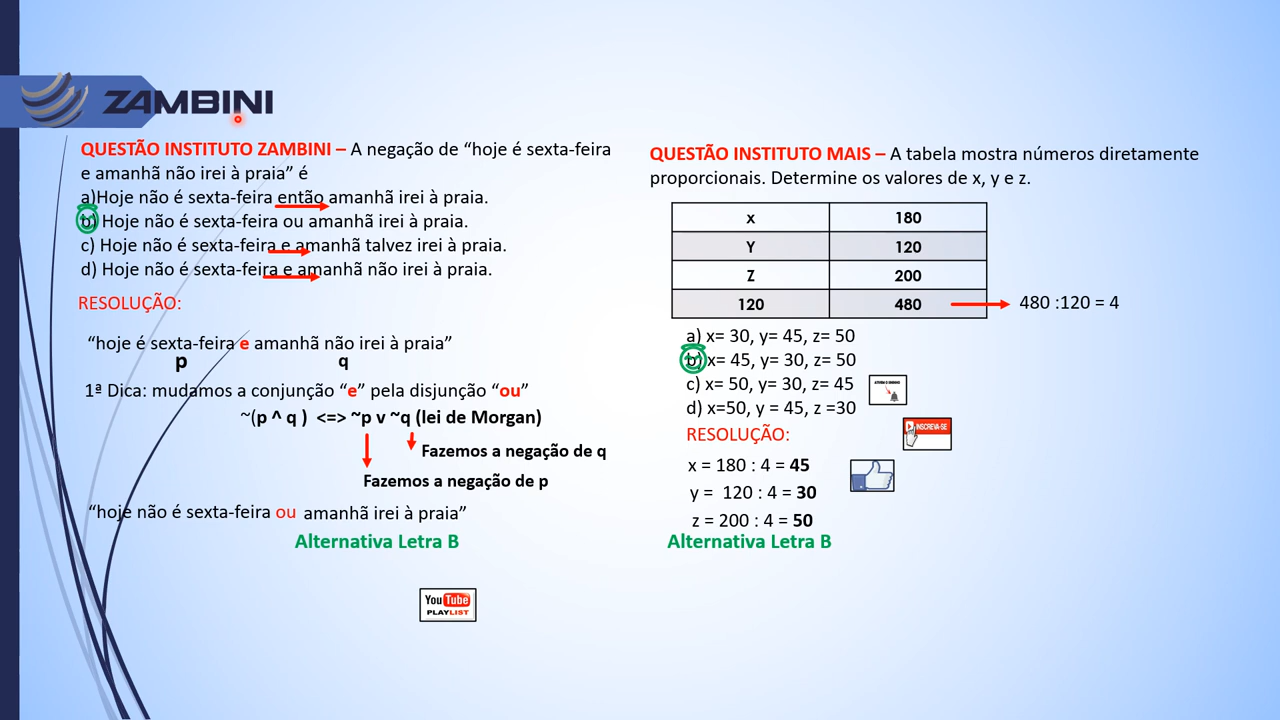 ZAMBINI
QUESTÃO INSTITUTO ZAMBINI – A negação de “hoje é sexta-feira
e amanhã não irei à praia” é
a)Hoje não é sexta-feira então amanhã irei à praia.
b) Hoje não é sexta-feira ou amanhã irei à praia.
c) Hoje não é sexta-feira e amanhã talvez irei à praia.
d) Hoje não é sexta-feira e amanhã não irei à praia.
RESOLUÇÃO:
“hoje é sexta-feira e amanhã não irei à praia”
p q
1ª Dica: mudamos a conjunção “e” pela disjunção “ou”
~(p ^ q ) <=> ~p v ~q (lei de Morgan)
Fazemos a negação de q
Fazemos a negação de p
“hoje não é sexta-feira ou amanhã irei à praia”
Alternativa Letra B
You Tube
PLAYLIST
QUESTÃO INSTITUTO MAIS – A tabela mostra números diretamente
proporcionais. Determine os valores de x, y e z.
x 180
Y 120
Z 200
120 480
480 :120 = 4
a) x= 30, y= 45, z= 50
b) x= 45, y= 30, z= 50
c) x= 50, y= 30, z= 45
d) x=50, y = 45, z =30
INSCREVA-SE
RESOLUÇÃO:
x = 180 : 4 = 45
y = 120 : 4 = 30
z = 200 : 4 = 50
Alternativa Letra B